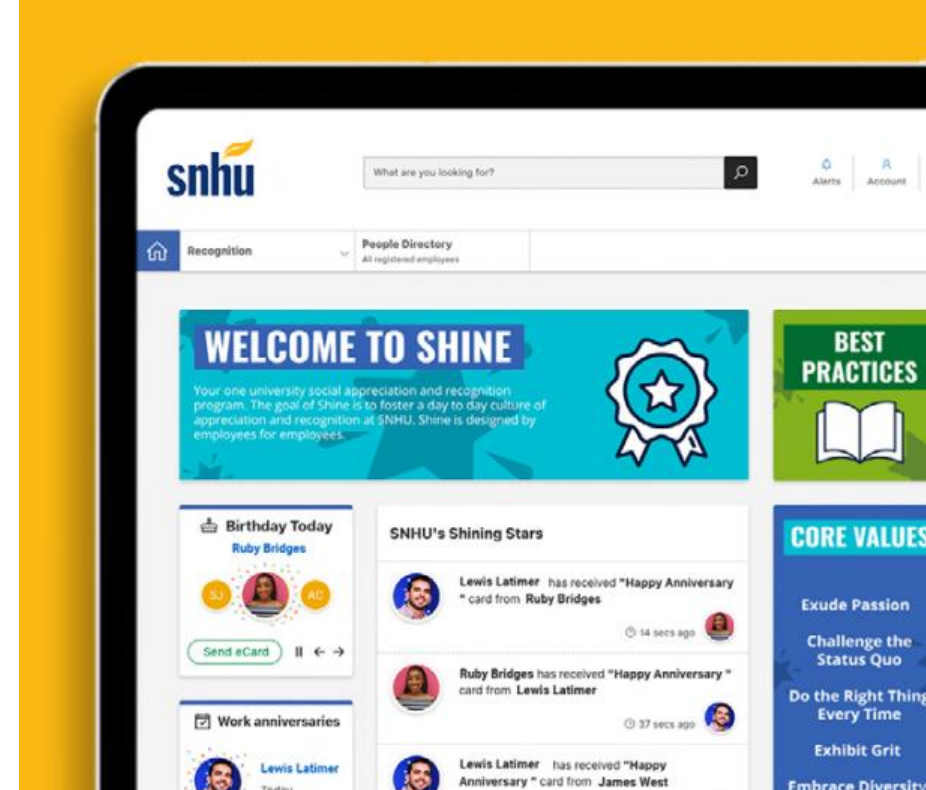 snhu
What are you looking for?
Alerts
Account
Recognition
People Directory
All registered employees
WELCOME TO SHINE
Your one university social appreciation and recognition
program. The goal of Shine is to foster a day to day culture of
appreciation and recognition at SNHU. Shine is designed by
employees for employees.
BEST
PRACTICES
Birthday Today
Ruby Bridges
SJ
AC
Send eCard
SNHU's Shining Stars
Lewis Latimer has received "Happy Anniversary
" card from Ruby Bridges
14 secs ago
Ruby Bridges has received "Happy Anniversary "
card from Lewis Latimer
37 secs ago
Lewis Latimer has received "Happy
Anniversary " card from James West
Work anniversaries
Lewis Latimer
Today
CORE VALUES
Exude Passion
Challenge the
Status Quo
Do the Right Thing
Every Time
Exhibit Grit
Embrace Diversity